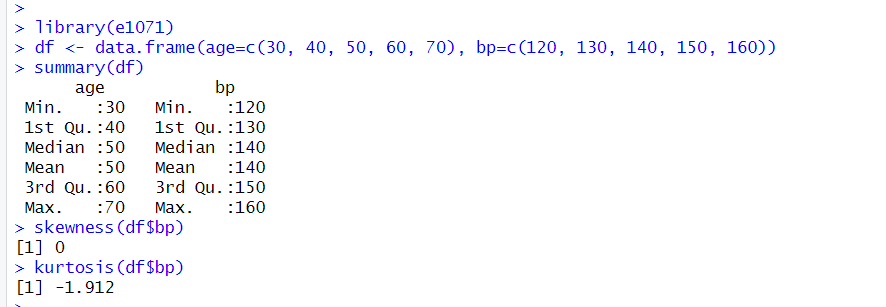 >
> library(e1071)
> df <- data.frame(age=c(30, 40, 50, 60, 70), bp=c(120, 130, 140, 150, 160))
> summary(df)
      age           bp
 Min.   :30   Min.   :120
 1st Qu.:40   1st Qu.:130
 Median :50   Median :140
 Mean   :50   Mean   :140
 3rd Qu.:60   3rd Qu.:150
 Max.   :70   Max.   :160
> skewness(df$bp)
[1] 0
> kurtosis(df$bp)
[1] -1.912
>